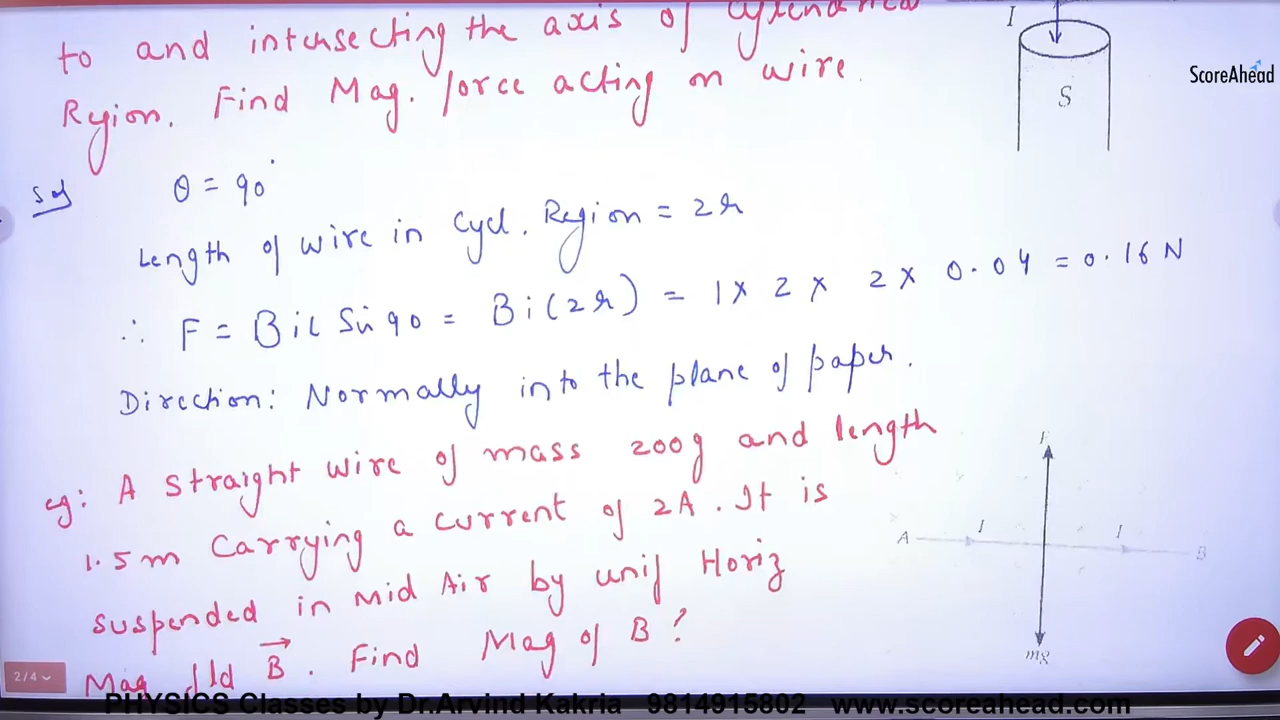 to and intersecting the axis of
Region. Find Mag. force acting on wire.
I
S
ScoreAhead
Sol θ = 90°
Length of wire in Cycl. Region = 2r
∴ F = Bil Sin 90 = Bi(2r) = 1 x 2 x 2 x 0.04 = 0.16 N
Direction: Normally into the plane of paper.
eg: A straight wire of mass 200g and length
1.5m Carrying a current of 2A. It is
suspended in Mid Air by unif Horiz
Mag fld B⃗. Find Mag of B?
F
A I I B
mg
2/4
PHYSICS Classes by Dr.Arvind Kakria 9814915802 www.scoreahead.com